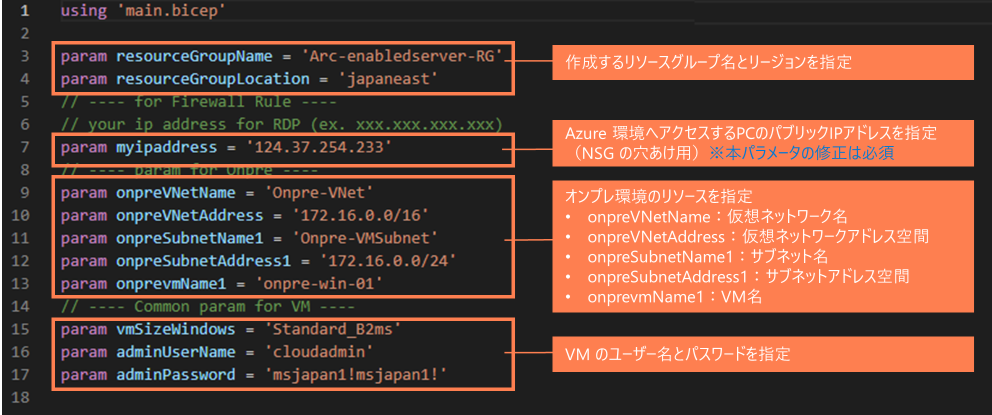 1 using 'main.bicep'
2
3 param resourceGroupName = 'Arc-enabledserver-RG'
4 param resourceGroupLocation = 'japaneast'
作成するリソースグループ名とリージョンを指定
5 // ---- for Firewall Rule ----
6 // your ip address for RDP (ex. xxx.xxx.xxx.xxx)
7 param myipaddress = '124.37.254.233'
Azure 環境へアクセスするPCのパブリックIPアドレスを指定
（NSG の穴あけ用）※本パラメータの修正は必須
8 // ---- param for Onpre ----
9 param onpreVNetName = 'Onpre-VNet'
10 param onpreVNetAddress = '172.16.0.0/16'
11 param onpreSubnetName1 = 'Onpre-VMSubnet'
12 param onpreSubnetAddress1 = '172.16.0.0/24'
13 param onprevmName1 = 'onpre-win-01'
オンプレ環境のリソースを指定
• onpreVNetName：仮想ネットワーク名
• onpreVNetAddress：仮想ネットワークアドレス空間
• onpreSubnetName1：サブネット名
• onpreSubnetAddress1：サブネットアドレス空間
• onprevmName1：VM名
14 // ---- Common param for VM ----
15 param vmSizeWindows = 'Standard_B2ms'
16 param adminUserName = 'cloudadmin'
17 param adminPassword = 'msjapan1!msjapan1!'
VM のユーザー名とパスワードを指定
18